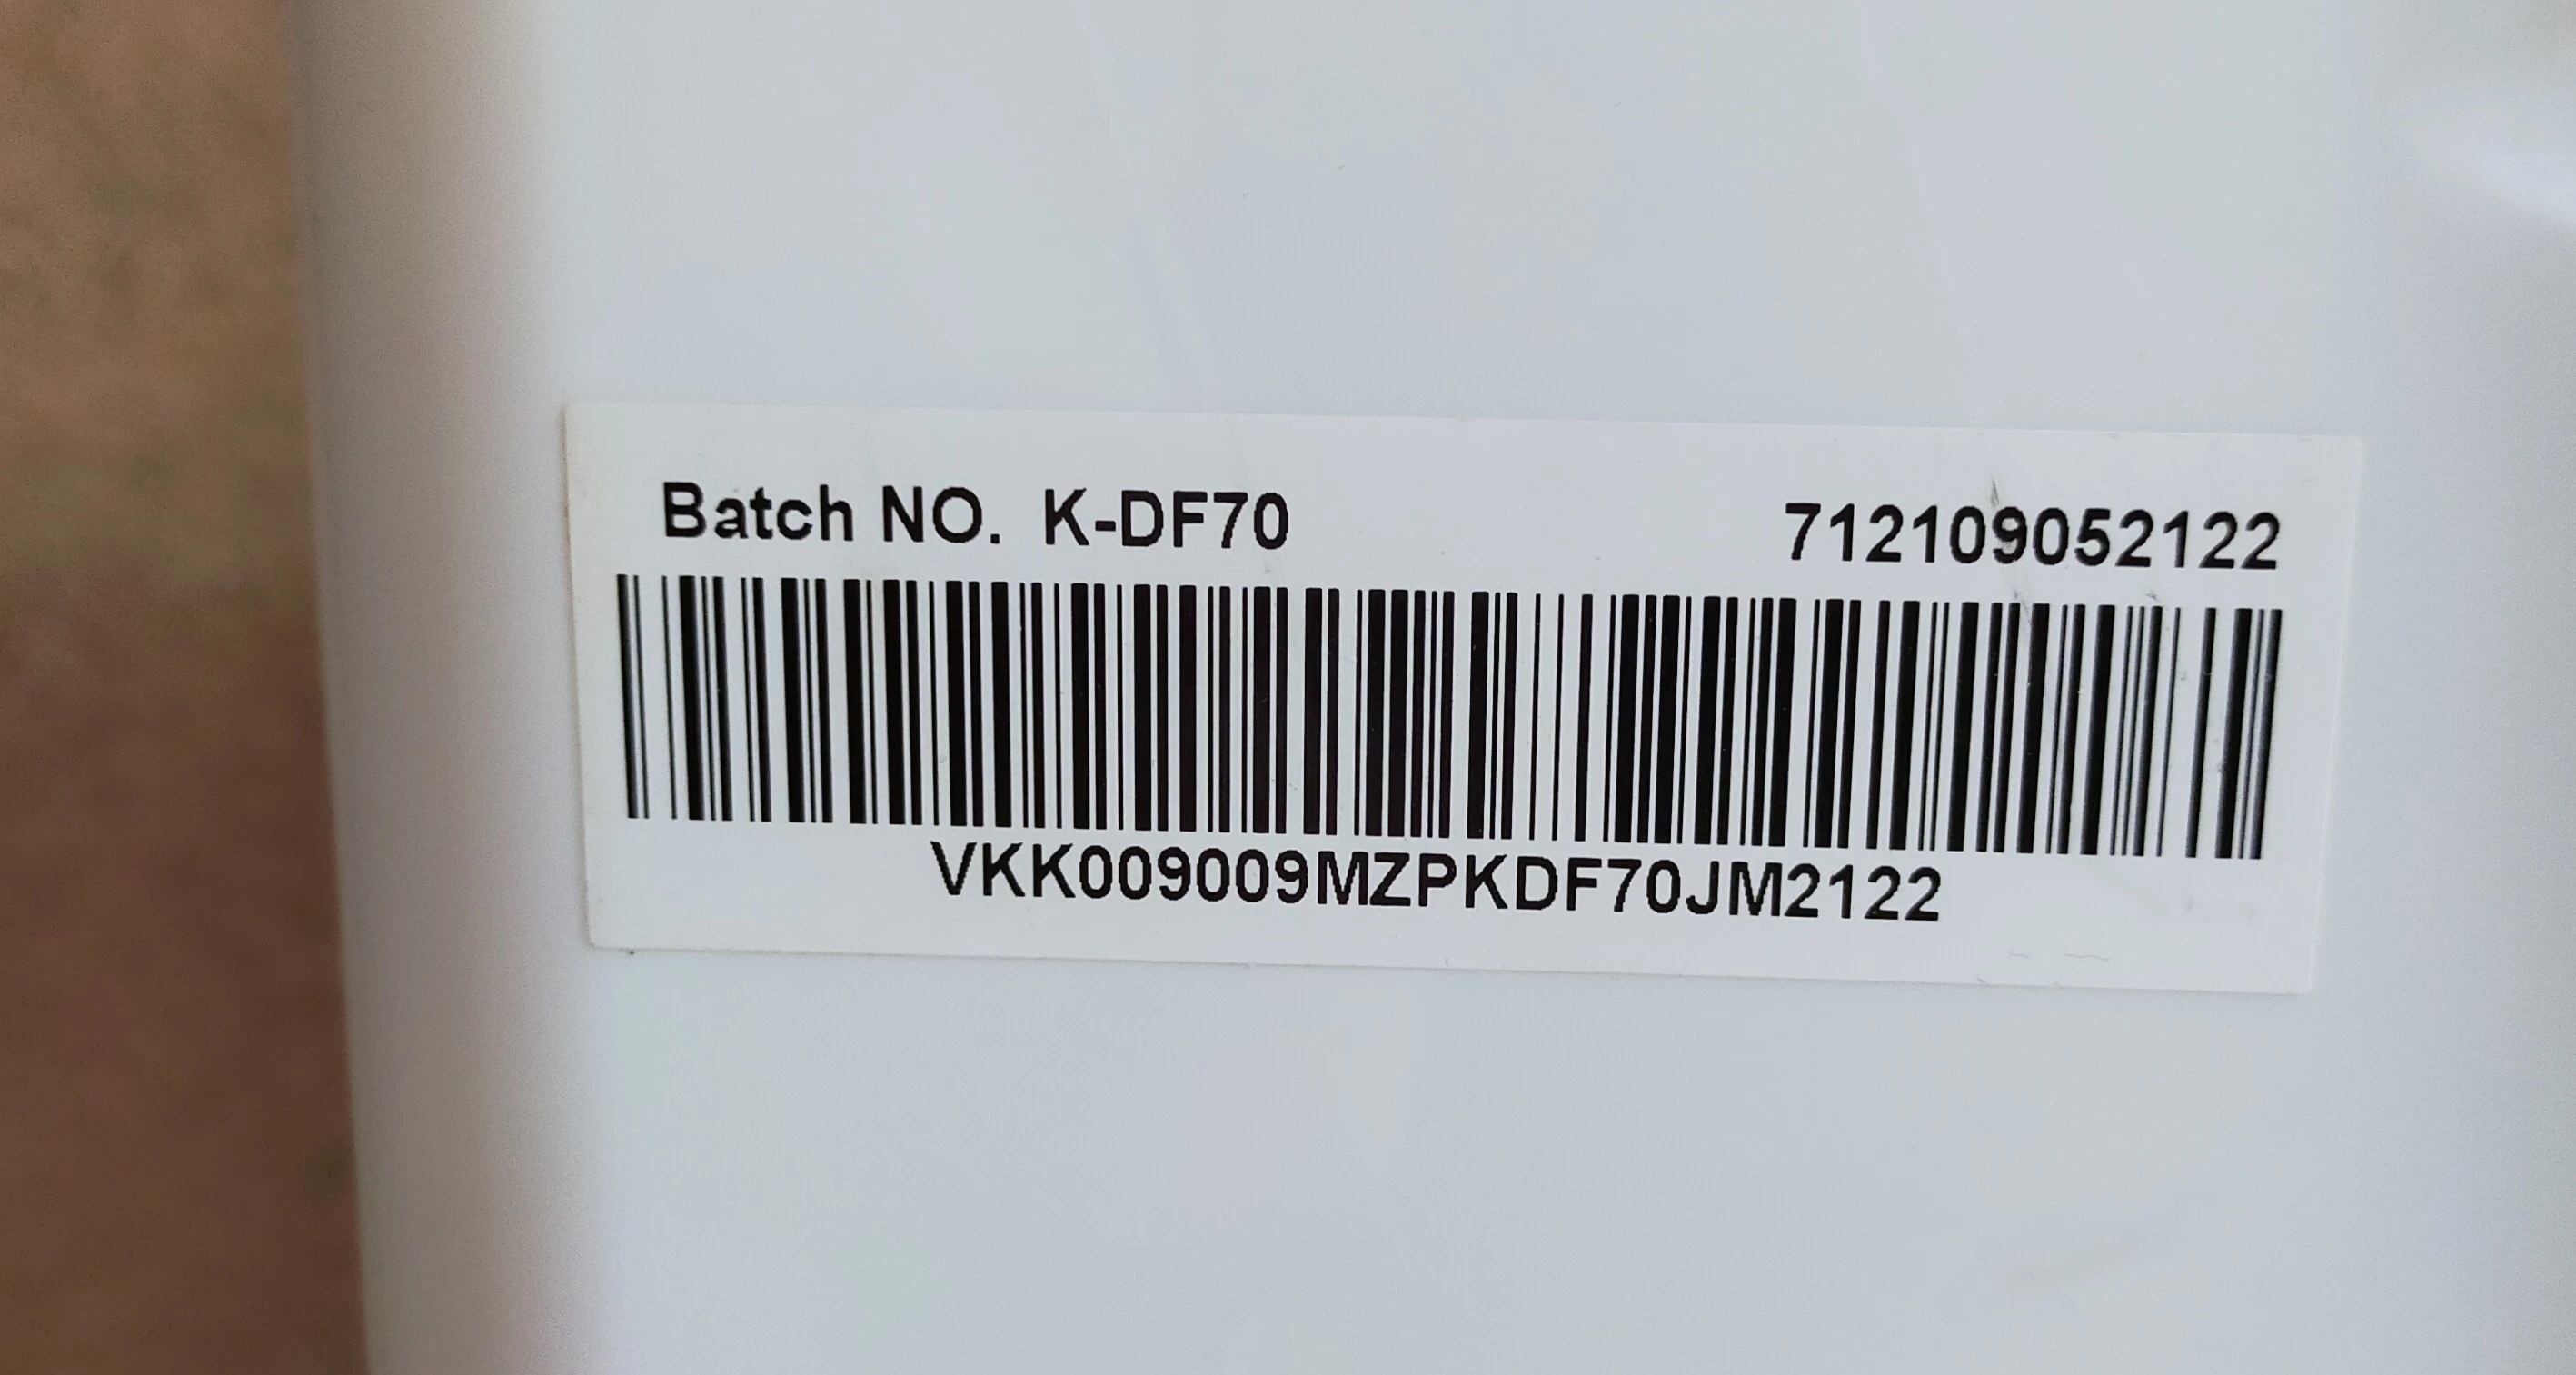 Batch NO. K-DF70 712109052122
VKK009009MZPKDF70JM2122